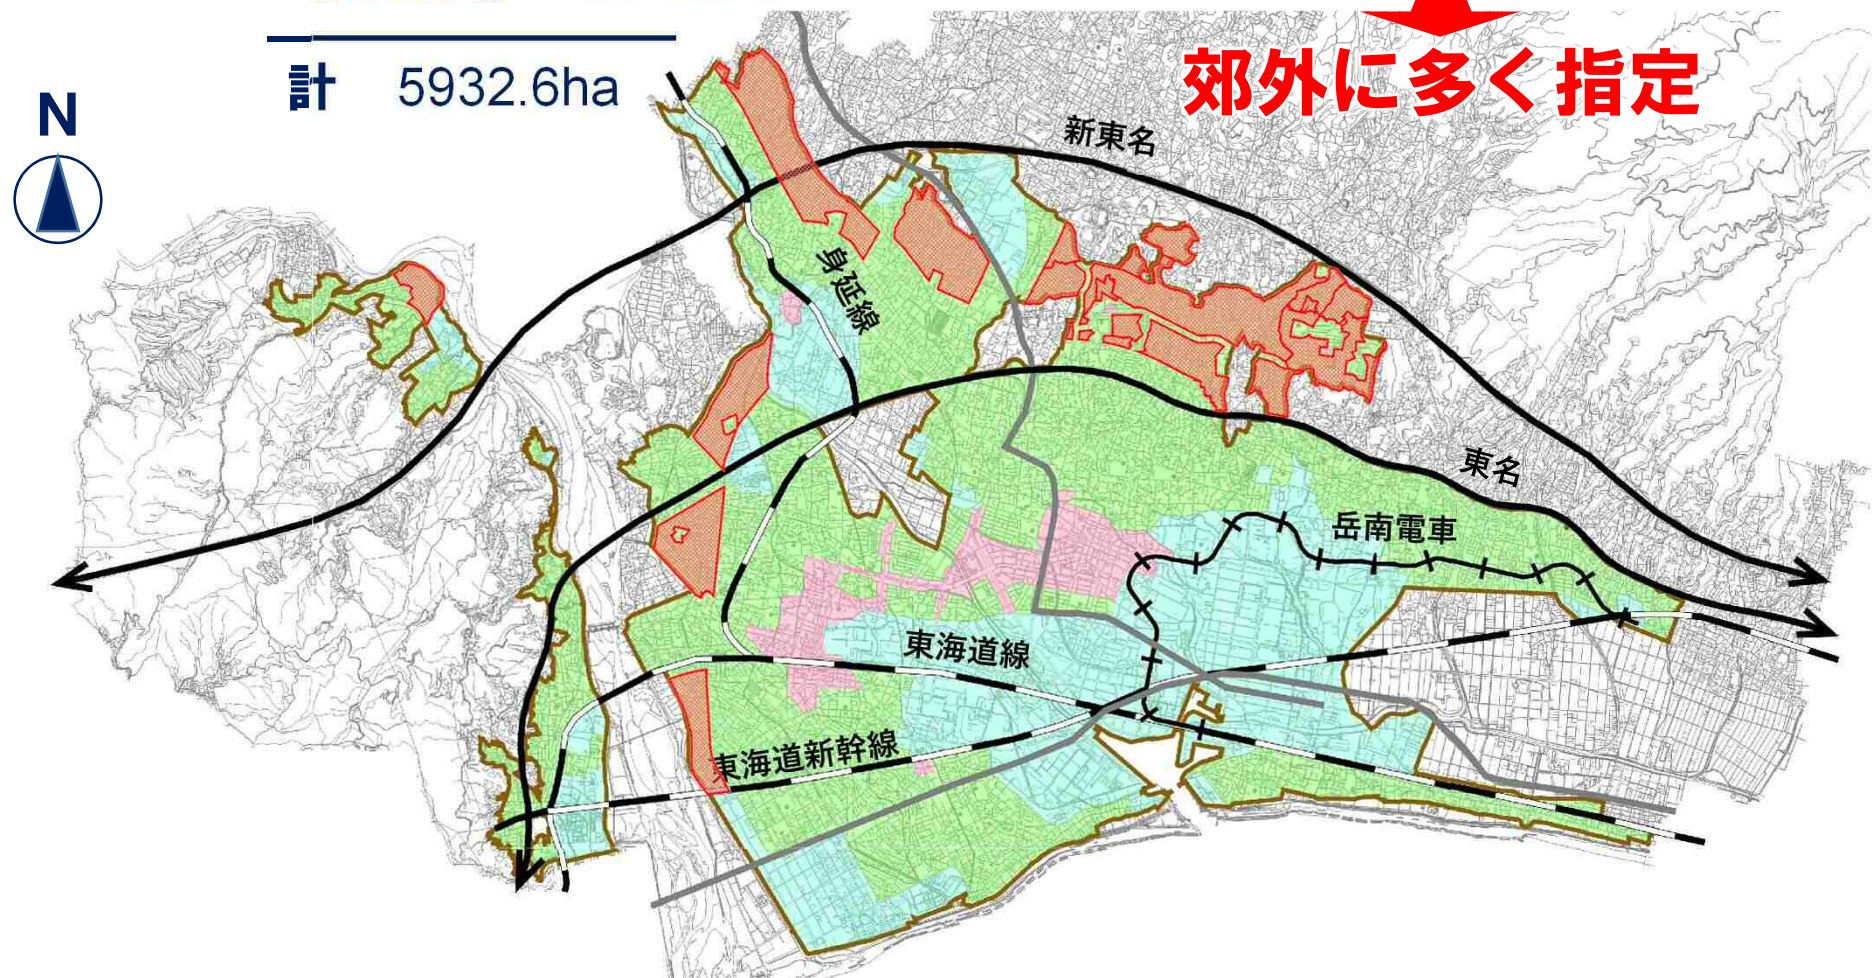 計 5932.6ha
郊外に多く指定
N
新東名
身延線
東名
岳南電車
東海道線
東海道新幹線